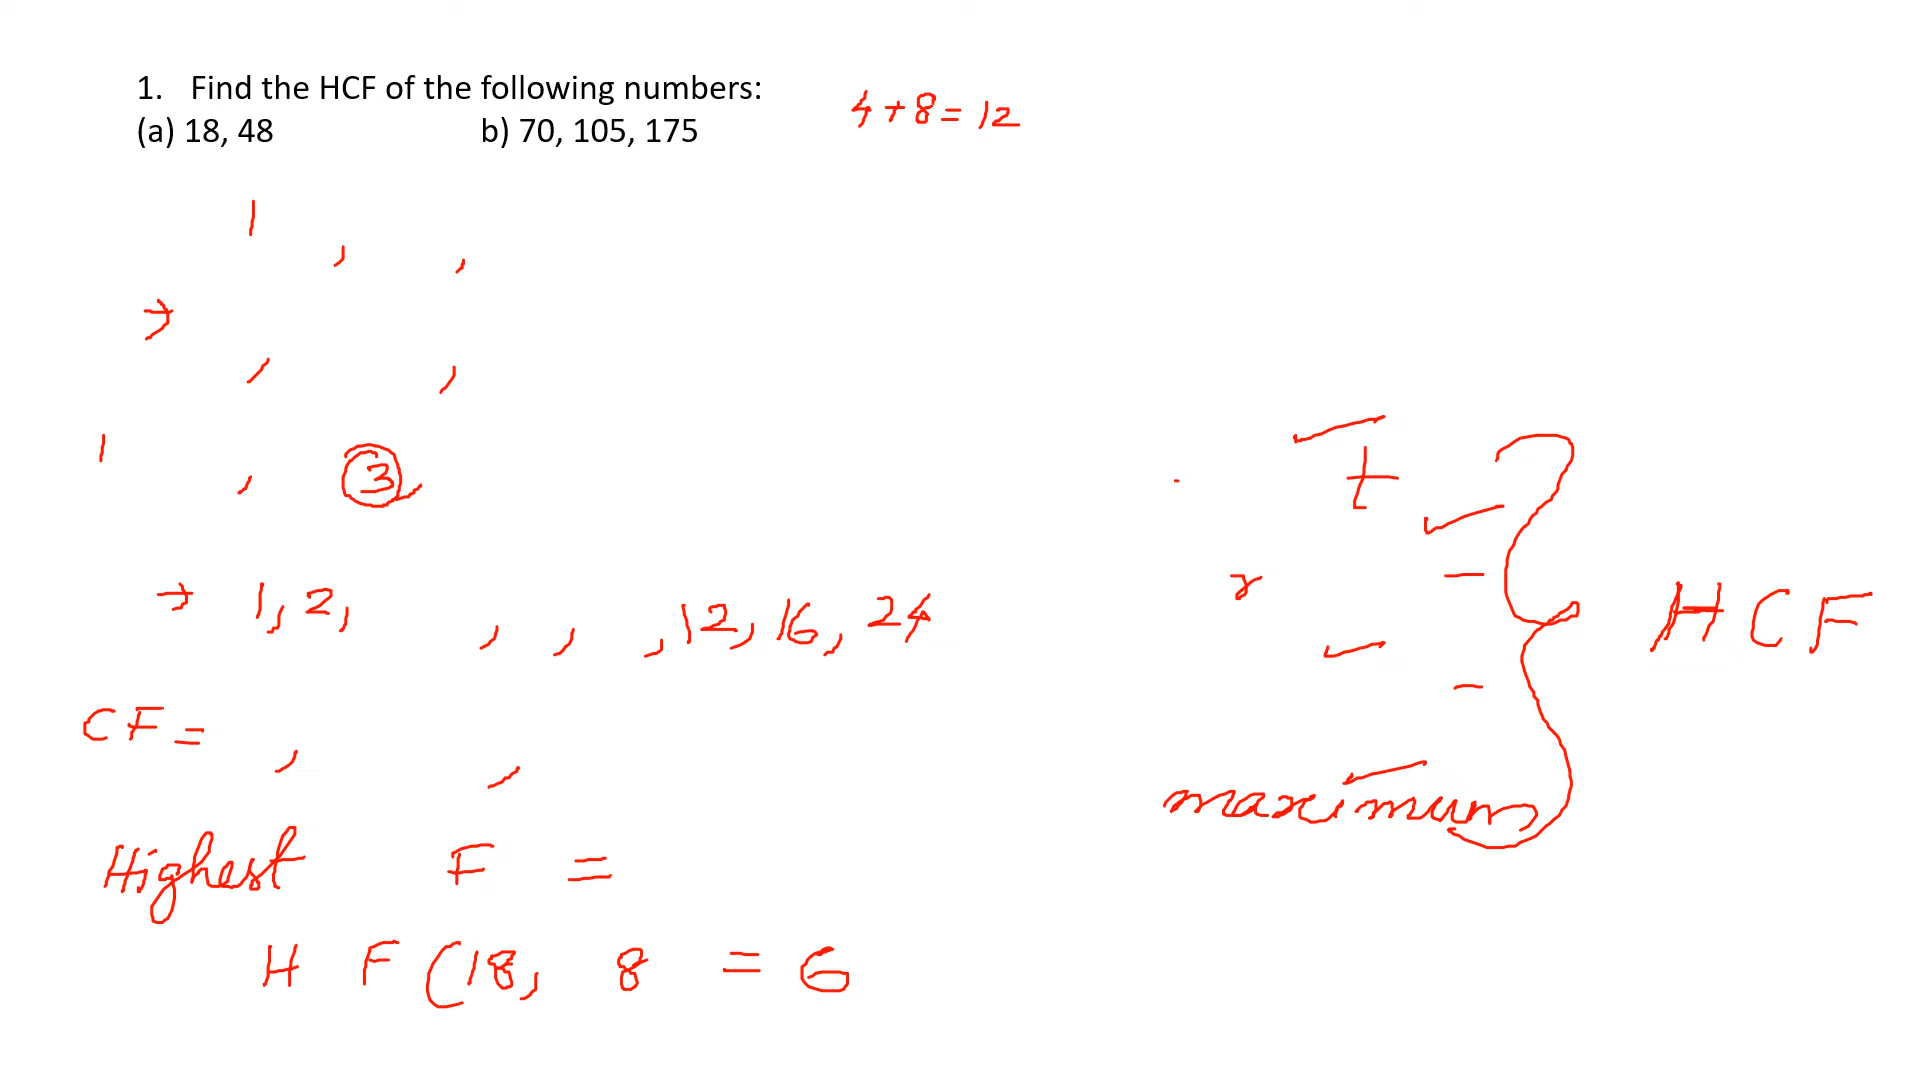 1. Find the HCF of the following numbers:
(a) 18, 48 b) 70, 105, 175
4 + 8 = 12
1 , ,
→
, ,
1 , 3,
→ 1, 2, , , , 12, 16, 24
CF = , ,
Highest F =
H F (18, 8 = 6
t
r
maximum
HCF